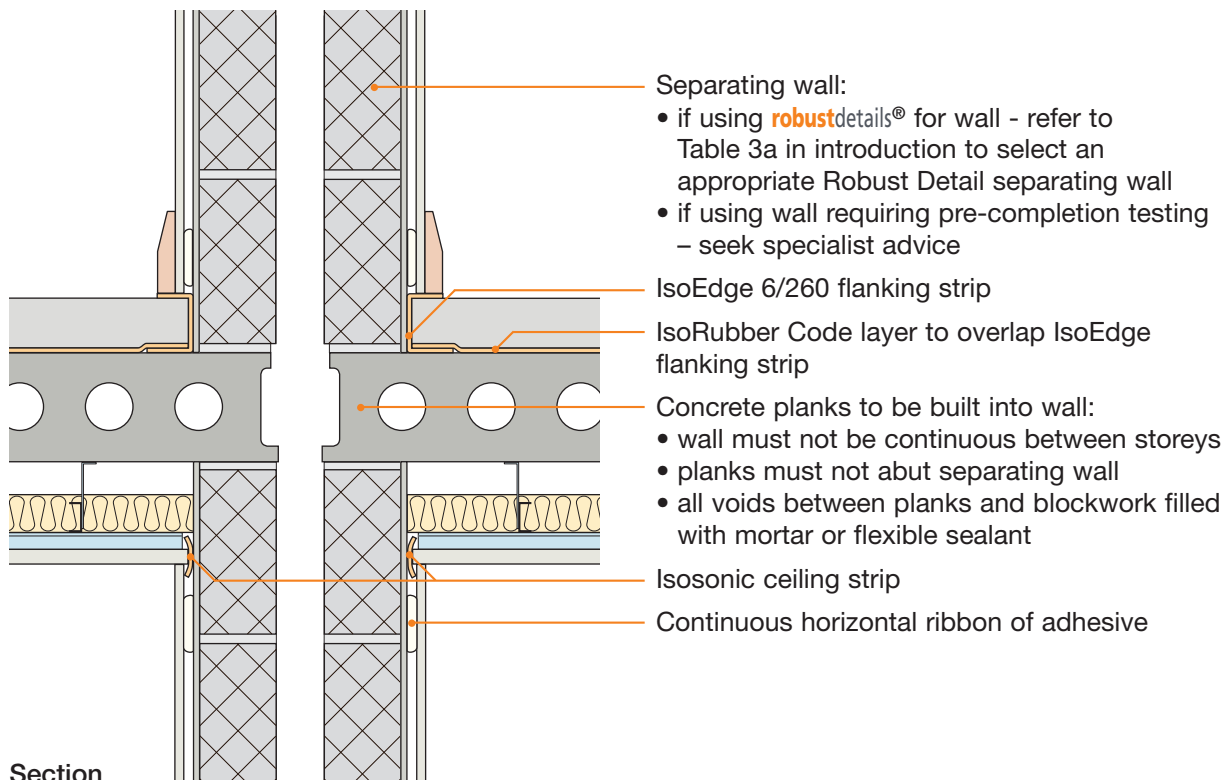 Separating wall:
• if using robustdetails® for wall - refer to
Table 3a in introduction to select an
appropriate Robust Detail separating wall
• if using wall requiring pre-completion testing
– seek specialist advice
IsoEdge 6/260 flanking strip
IsoRubber Code layer to overlap IsoEdge
flanking strip
Concrete planks to be built into wall:
• wall must not be continuous between storeys
• planks must not abut separating wall
• all voids between planks and blockwork filled
with mortar or flexible sealant
Isosonic ceiling strip
Continuous horizontal ribbon of adhesive
Section